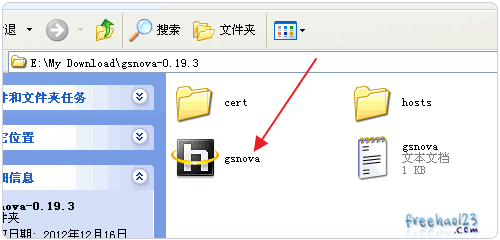 退
搜索
文件夹
E:\My Download\gsnova-0.19.3
件和文件夹任务
cert
hosts
它位置
gsnova
gsnova
文本文档
1 KB
细信息
nova-0.19.3
件夹
改日期: 2012年12月16
freehao123
.com